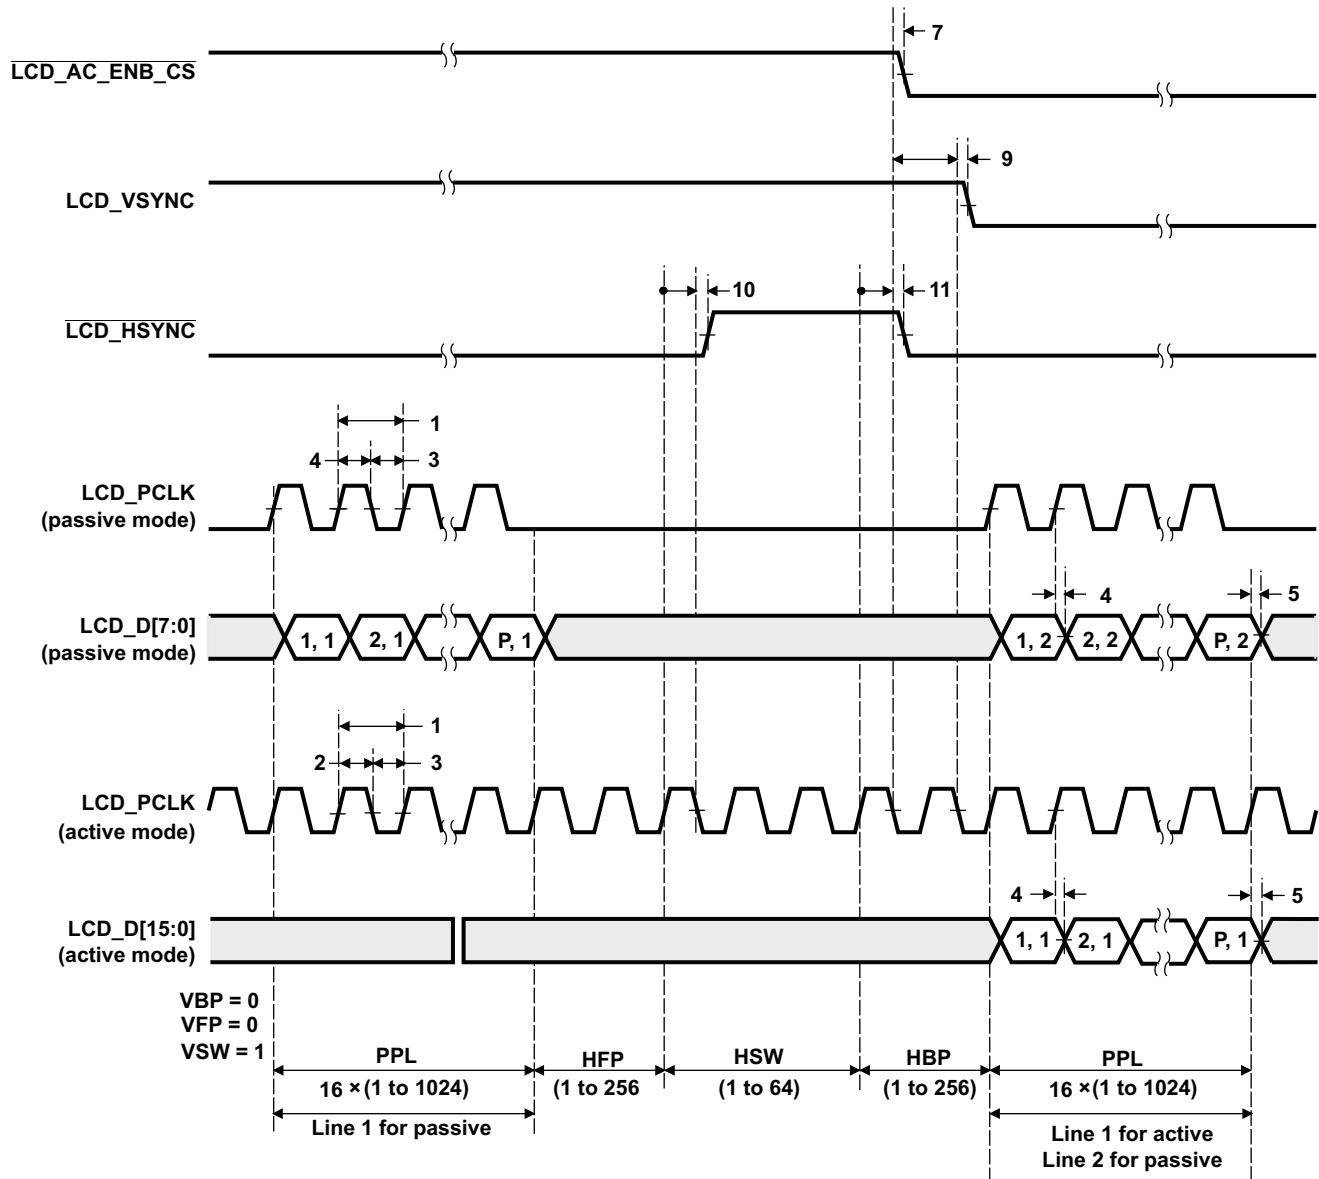 7
LCD_AC_ENB_CS
9
LCD_VSYNC
10
11
LCD_HSYNC
1
4
3
LCD_PCLK
(passive mode)
4
5
LCD_D[7:0]
(passive mode)
1, 1
2, 1
P, 1
1, 2
2, 2
P, 2
1
2
3
LCD_PCLK
(active mode)
4
5
LCD_D[15:0]
(active mode)
1, 1
2, 1
P, 1
VBP = 0
VFP = 0
VSW = 1
PPL
16 × (1 to 1024)
Line 1 for passive
HFP
(1 to 256
HSW
(1 to 64)
HBP
(1 to 256)
PPL
16 × (1 to 1024)
Line 1 for active
Line 2 for passive